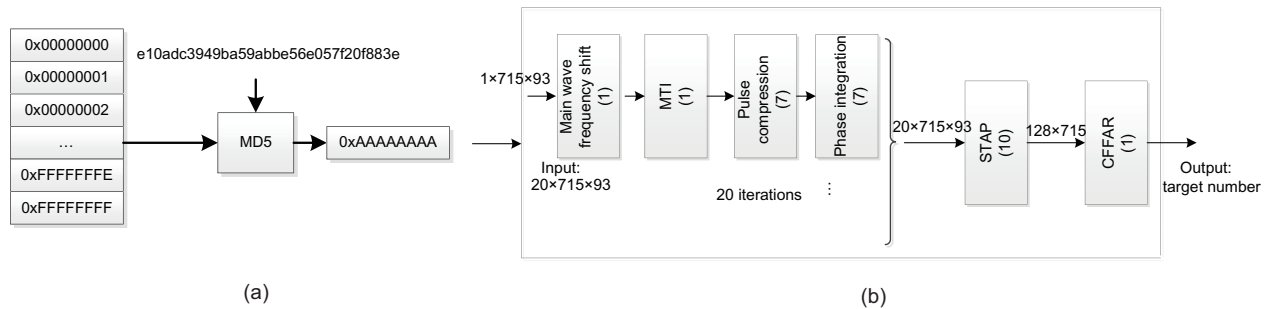 0x00000000
0x00000001
0x00000002
...
0xFFFFFFFE
0xFFFFFFFF
e10adc3949ba59abbe56e057f20f883e
MD5
0xAAAAAAAA
(a)
1×715×93
Main wave
frequency shift
(1)
MTI
(1)
Pulse
compression
(7)
Phase integration
(7)
Input:
20×715×93
20 iterations
...
20×715×93
STAP
(10)
128×715
CFFAR
(1)
Output:
target number
(b)